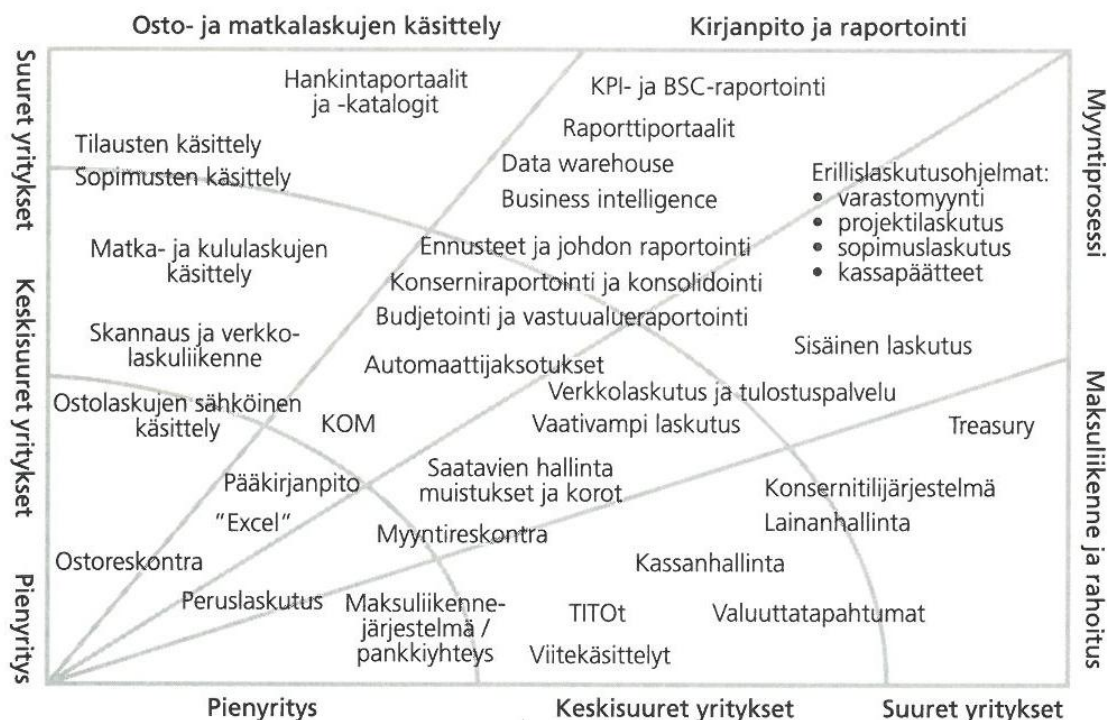 Osto- ja matkalaskujen käsittely
Kirjanpito ja raportointi
Suuret yritykset
Keskisuuret yritykset
Pienyritys
Hankintaportaalit
ja -katalogit
Tilausten käsittely
Sopimusten käsittely
Matka- ja kululaskujen
käsittely
Skannaus ja verkko-
laskuliikenne
Ostolaskujen sähköinen
käsittely
Ostoreskontra
KPI- ja BSC-raportointi
Raporttiportaalit
Data warehouse
Business intelligence
Ennusteet ja johdon raportointi
Konserniraportointi ja konsolidointi
Budjetointi ja vastuualueraportointi
Automaattijaksotukset
KOM
Pääkirjanpito
"Excel"
Erillislaskutusohjelmat:
• varastomyynti
• projektilaskutus
• sopimuslaskutus
• kassapäätteet
Sisäinen laskutus
Verkkolaskutus ja tulostuspalvelu
Vaativampi laskutus
Saatavien hallinta
muistukset ja korot
Myyntireskontra
Peruslaskutus
Treasury
Konsernitilijärjestelmä
Lainanhallinta
Kassanhallinta
Valuuttatapahtumat
TITOt
Viitekäsittelyt
Maksuliikenne-
järjestelmä /
pankkiyhteys
Myyntiprosessi
Maksuliikenne ja rahoitus
Pienyritys
Keskisuuret yritykset
Suuret yritykset